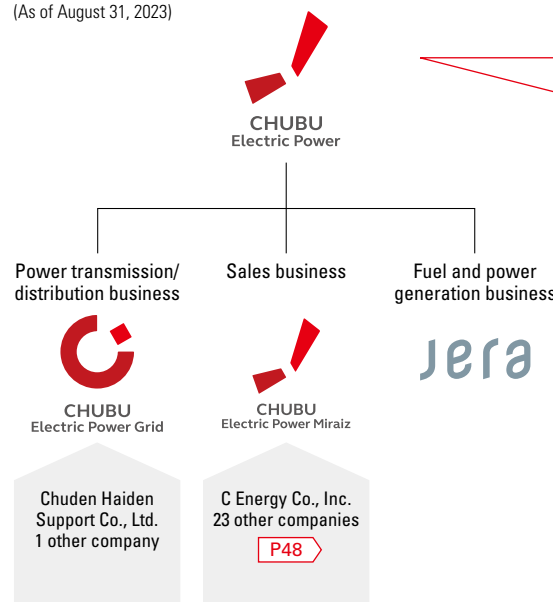 (As of August 31, 2023)
CHUBU
Electric Power
Power transmission/
distribution business
CHUBU
Electric Power Grid
Chuden Haiden
Support Co., Ltd.
1 other company
Sales business
CHUBU
Electric Power Miraiz
C Energy Co., Inc.
23 other companies
P48
Fuel and power
generation business
Jera